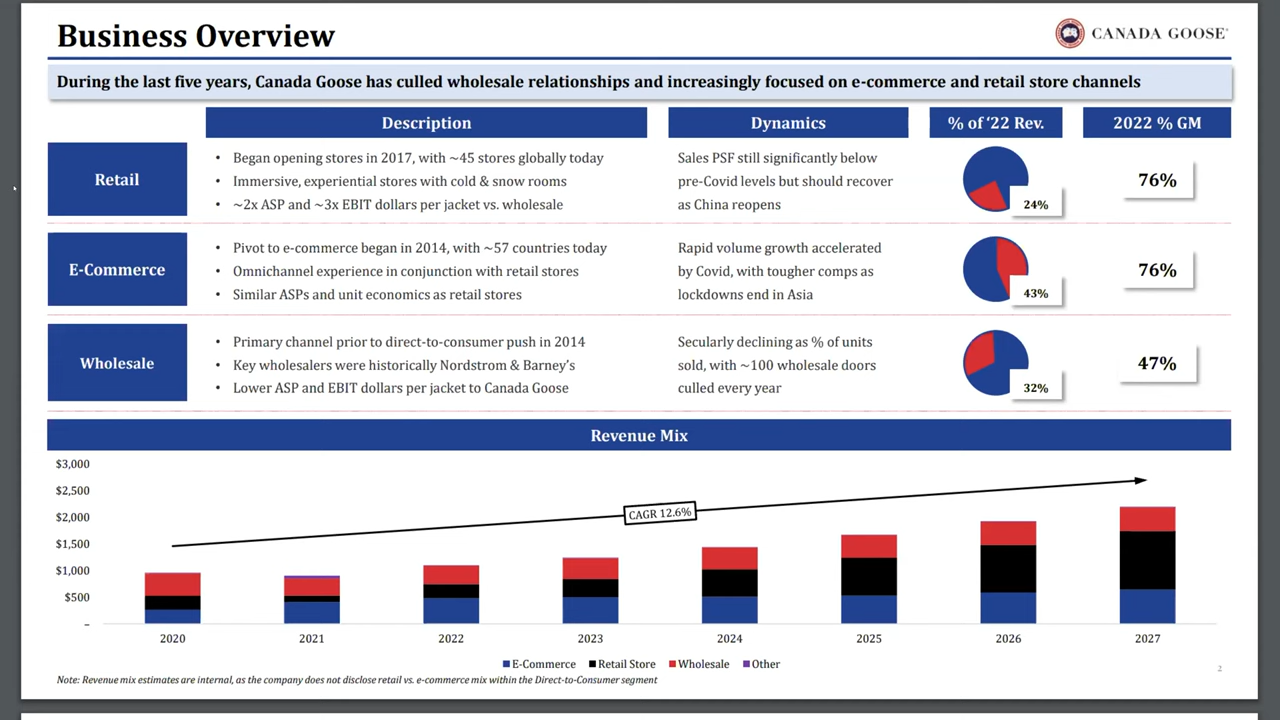 Business Overview
CANADA GOOSE
During the last five years, Canada Goose has culled wholesale relationships and increasingly focused on e-commerce and retail store channels
Description
Dynamics
% of ‘22 Rev.
2022 % GM
Retail
• Began opening stores in 2017, with ~45 stores globally today
• Immersive, experiential stores with cold & snow rooms
• ~2x ASP and ~3x EBIT dollars per jacket vs. wholesale
Sales PSF still significantly below
pre-Covid levels but should recover
as China reopens
24%
76%
E-Commerce
• Pivot to e-commerce began in 2014, with ~57 countries today
• Omnichannel experience in conjunction with retail stores
• Similar ASPs and unit economics as retail stores
Rapid volume growth accelerated
by Covid, with tougher comps as
lockdowns end in Asia
43%
76%
Wholesale
• Primary channel prior to direct-to-consumer push in 2014
• Key wholesalers were historically Nordstrom & Barney’s
• Lower ASP and EBIT dollars per jacket to Canada Goose
Secularly declining as % of units
sold, with ~100 wholesale doors
culled every year
32%
47%
Revenue Mix
$3,000
$2,500
$2,000
$1,500
$1,000
$500
–
CAGR 12.6%
2020 2021 2022 2023 2024 2025 2026 2027
E-Commerce Retail Store Wholesale Other
Note: Revenue mix estimates are internal, as the company does not disclose retail vs. e-commerce mix within the Direct-to-Consumer segment
2